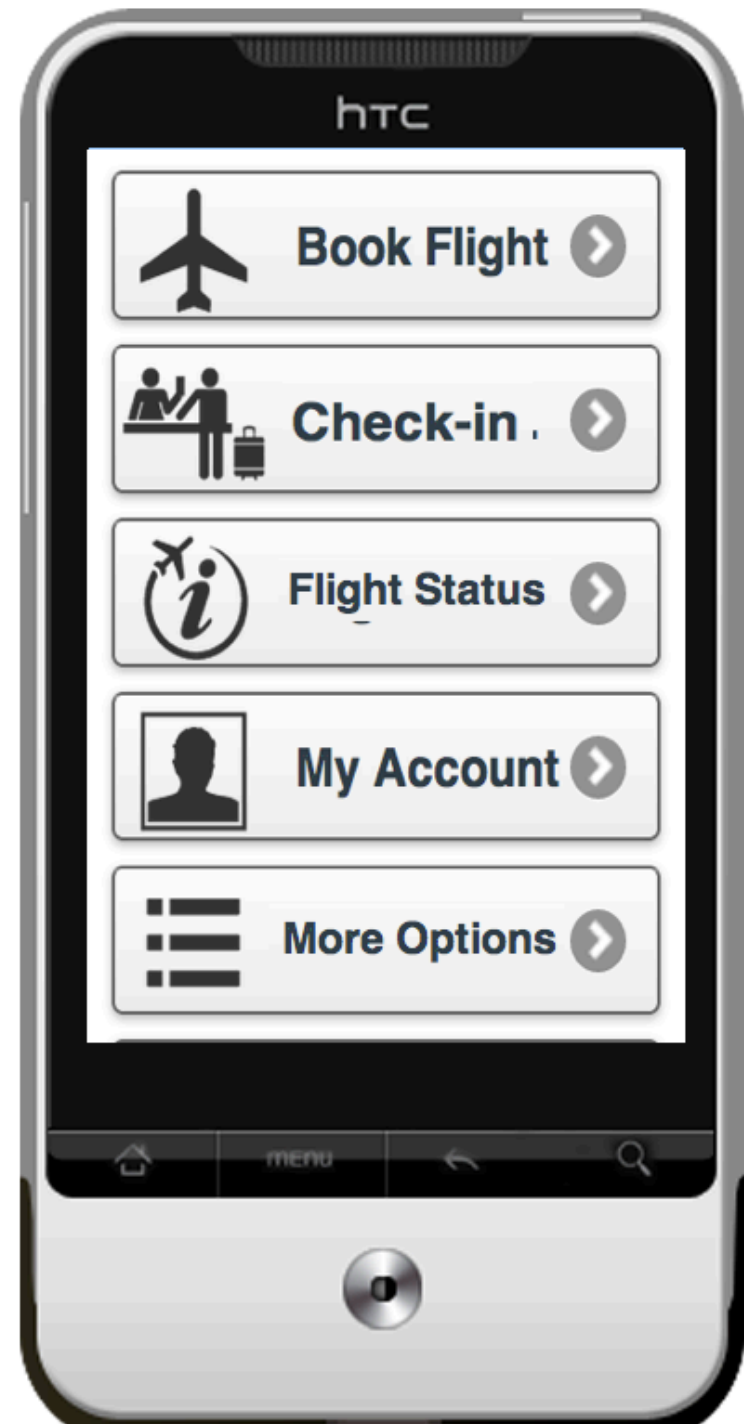 hTC
Book Flight
Check-in
Flight Status
My Account
More Options
menu